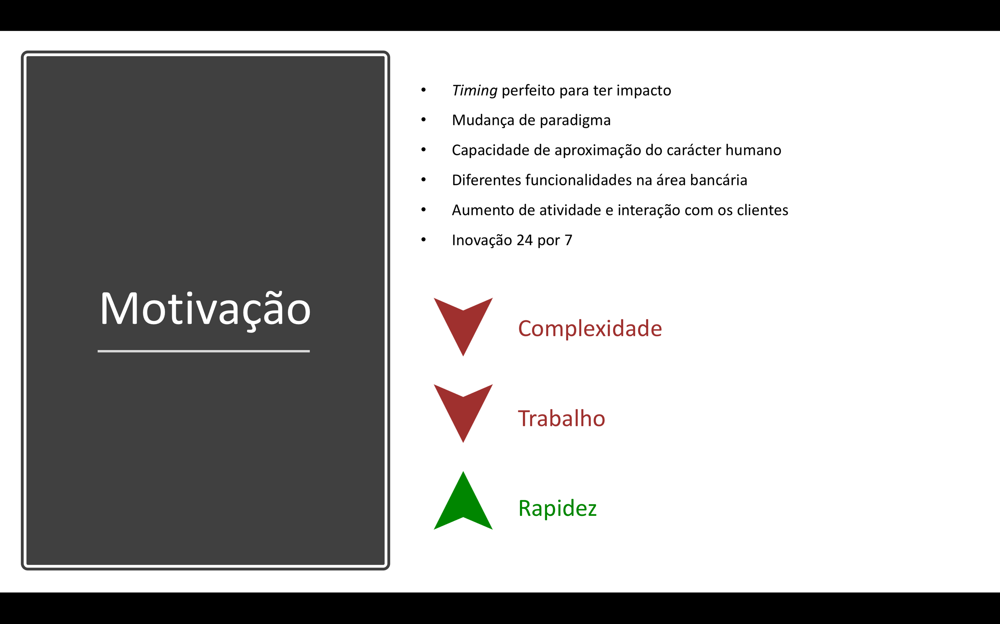 Motivação
• Timing perfeito para ter impacto
• Mudança de paradigma
• Capacidade de aproximação do carácter humano
• Diferentes funcionalidades na área bancária
• Aumento de atividade e interação com os clientes
• Inovação 24 por 7
Complexidade
Trabalho
Rapidez